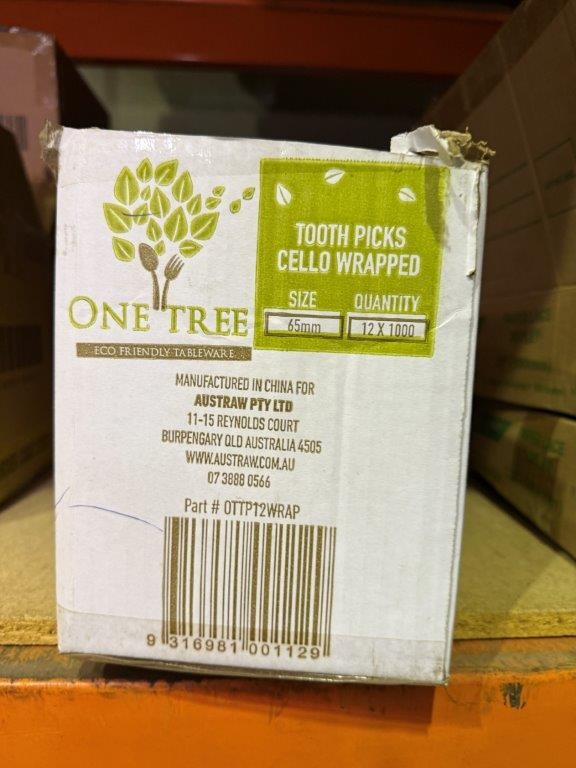 TOOTH PICKS
CELLO WRAPPED
SIZE QUANTITY
65mm 12 X 1000
ONE TREE
ECO FRIENDLY TABLEWARE
MANUFACTURED IN CHINA FOR
AUSTRAW PTY LTD
11-15 REYNOLDS COURT
BURPENGARY QLD AUSTRALIA 4505
WWW.AUSTRAW.COM.AU
07 3888 0566
Part # OTTP12WRAP
9 316981 001129